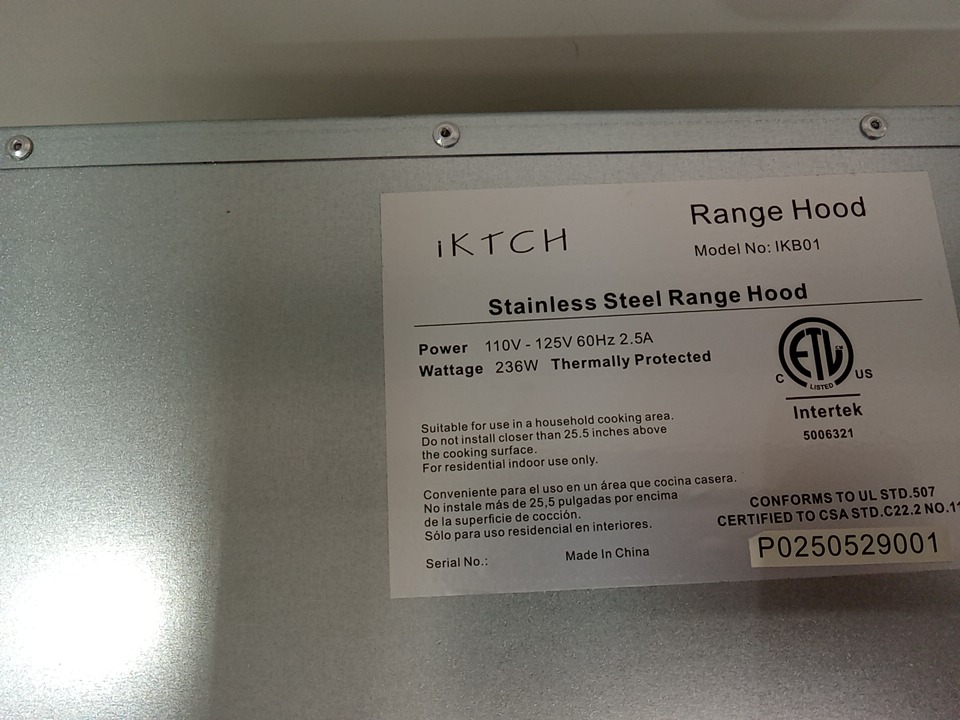 iKTCH
Range Hood
Model No: IKB01
Stainless Steel Range Hood
Power 110V - 125V 60Hz 2.5A
Wattage 236W Thermally Protected
ETL
LISTED
C US
Intertek
5006321
Suitable for use in a household cooking area.
Do not install closer than 25.5 inches above
the cooking surface.
For residential indoor use only.
Conveniente para el uso en un área que cocina casera.
No instale más de 25,5 pulgadas por encima
de la superficie de cocción.
Sólo para uso residencial en interiores.
CONFORMS TO UL STD.507
CERTIFIED TO CSA STD.C22.2 NO.11
Serial No.:
Made In China
P0250529001